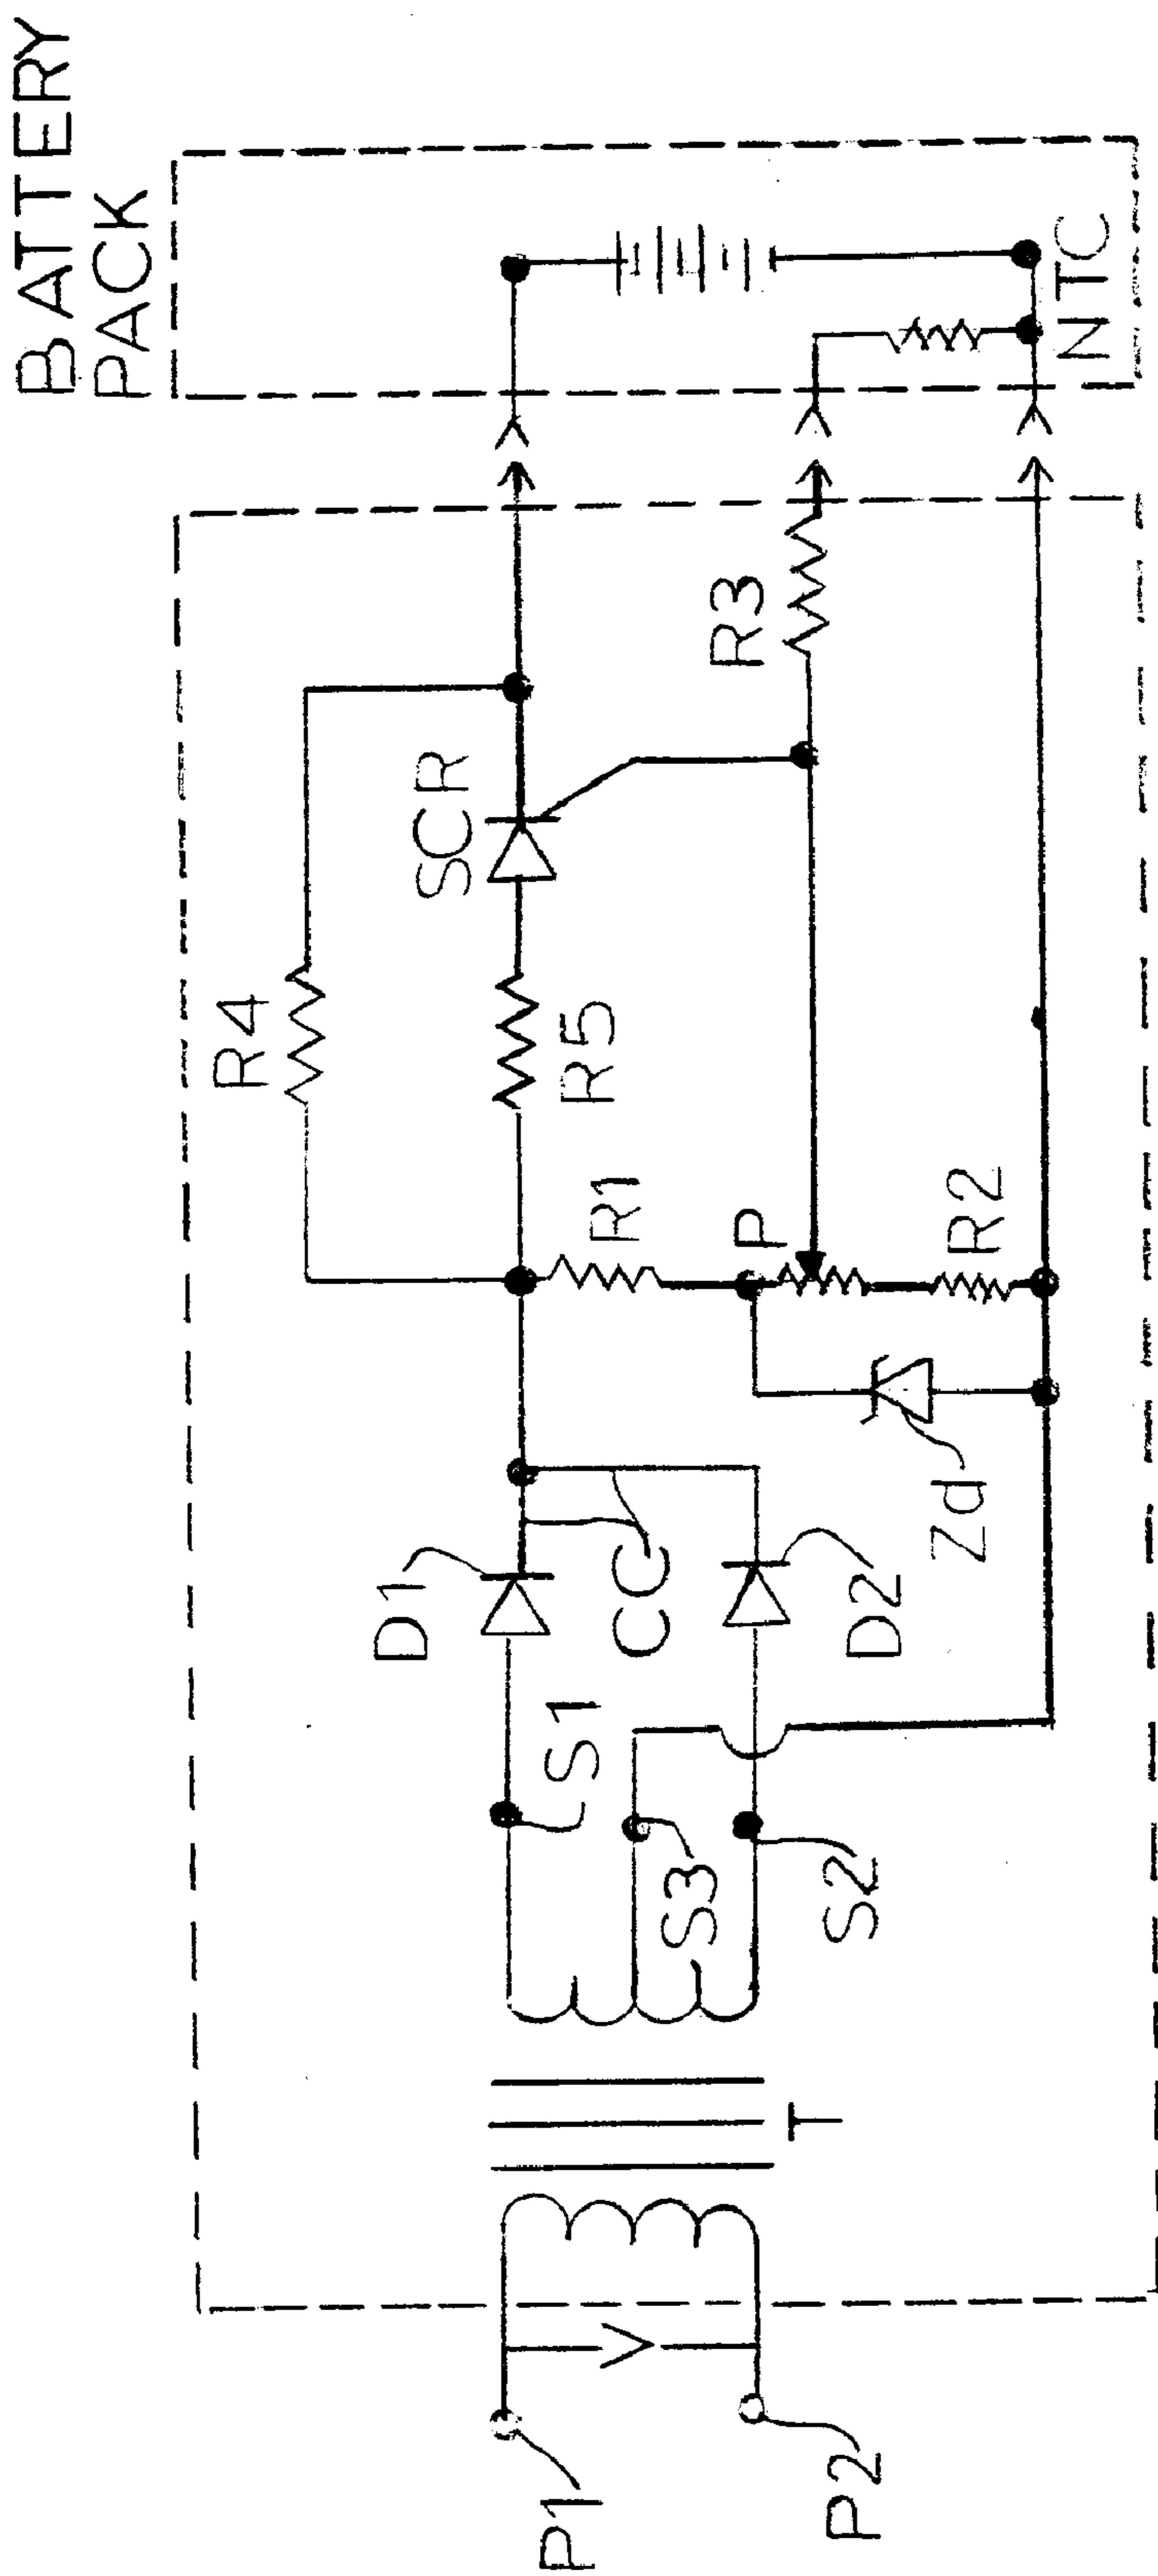 BATTERY
PACK
R4
SCR
R5
R3
NTC
R1
P
R2
D1
CC
Zd
D2
S1
S3
S2
T
V
P1
P2